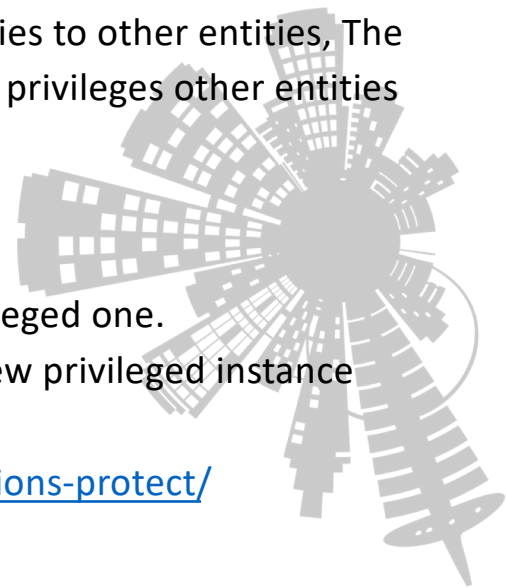 ies to other entities, The
privileges other entities
eged one.
ew privileged instance
ions-protect/